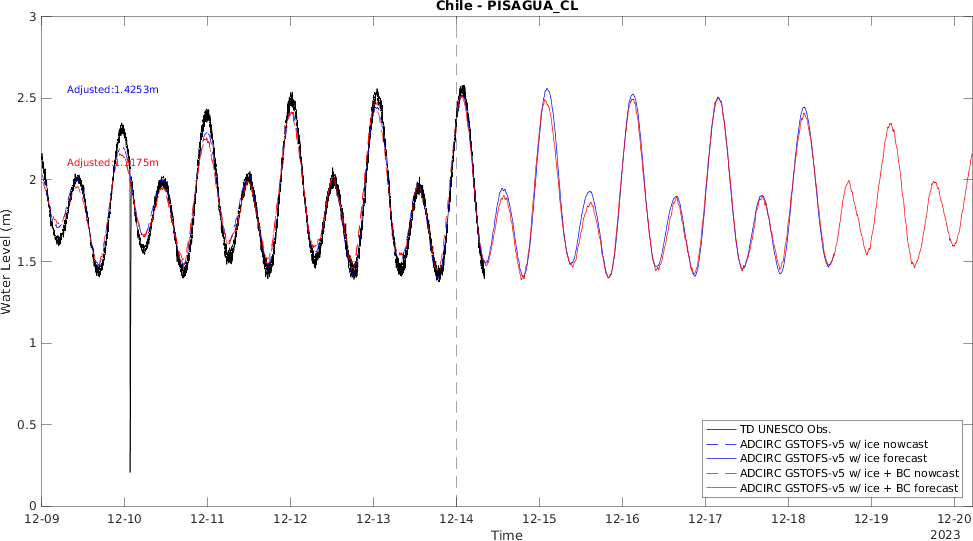 Chile - PISAGUA_CL
3
2.5
2
1.5
1
0.5
0
Water Level (m)
Adjusted:1.4253m
TD UNESCO Obs.
ADCIRC GSTOFS-v5 w/ ice nowcast
ADCIRC GSTOFS-v5 w/ ice forecast
ADCIRC GSTOFS-v5 w/ ice + BC nowcast
ADCIRC GSTOFS-v5 w/ ice + BC forecast
12-09 12-10 12-11 12-12 12-13 12-14 12-15 12-16 12-17 12-18 12-19 12-20
Time
2023